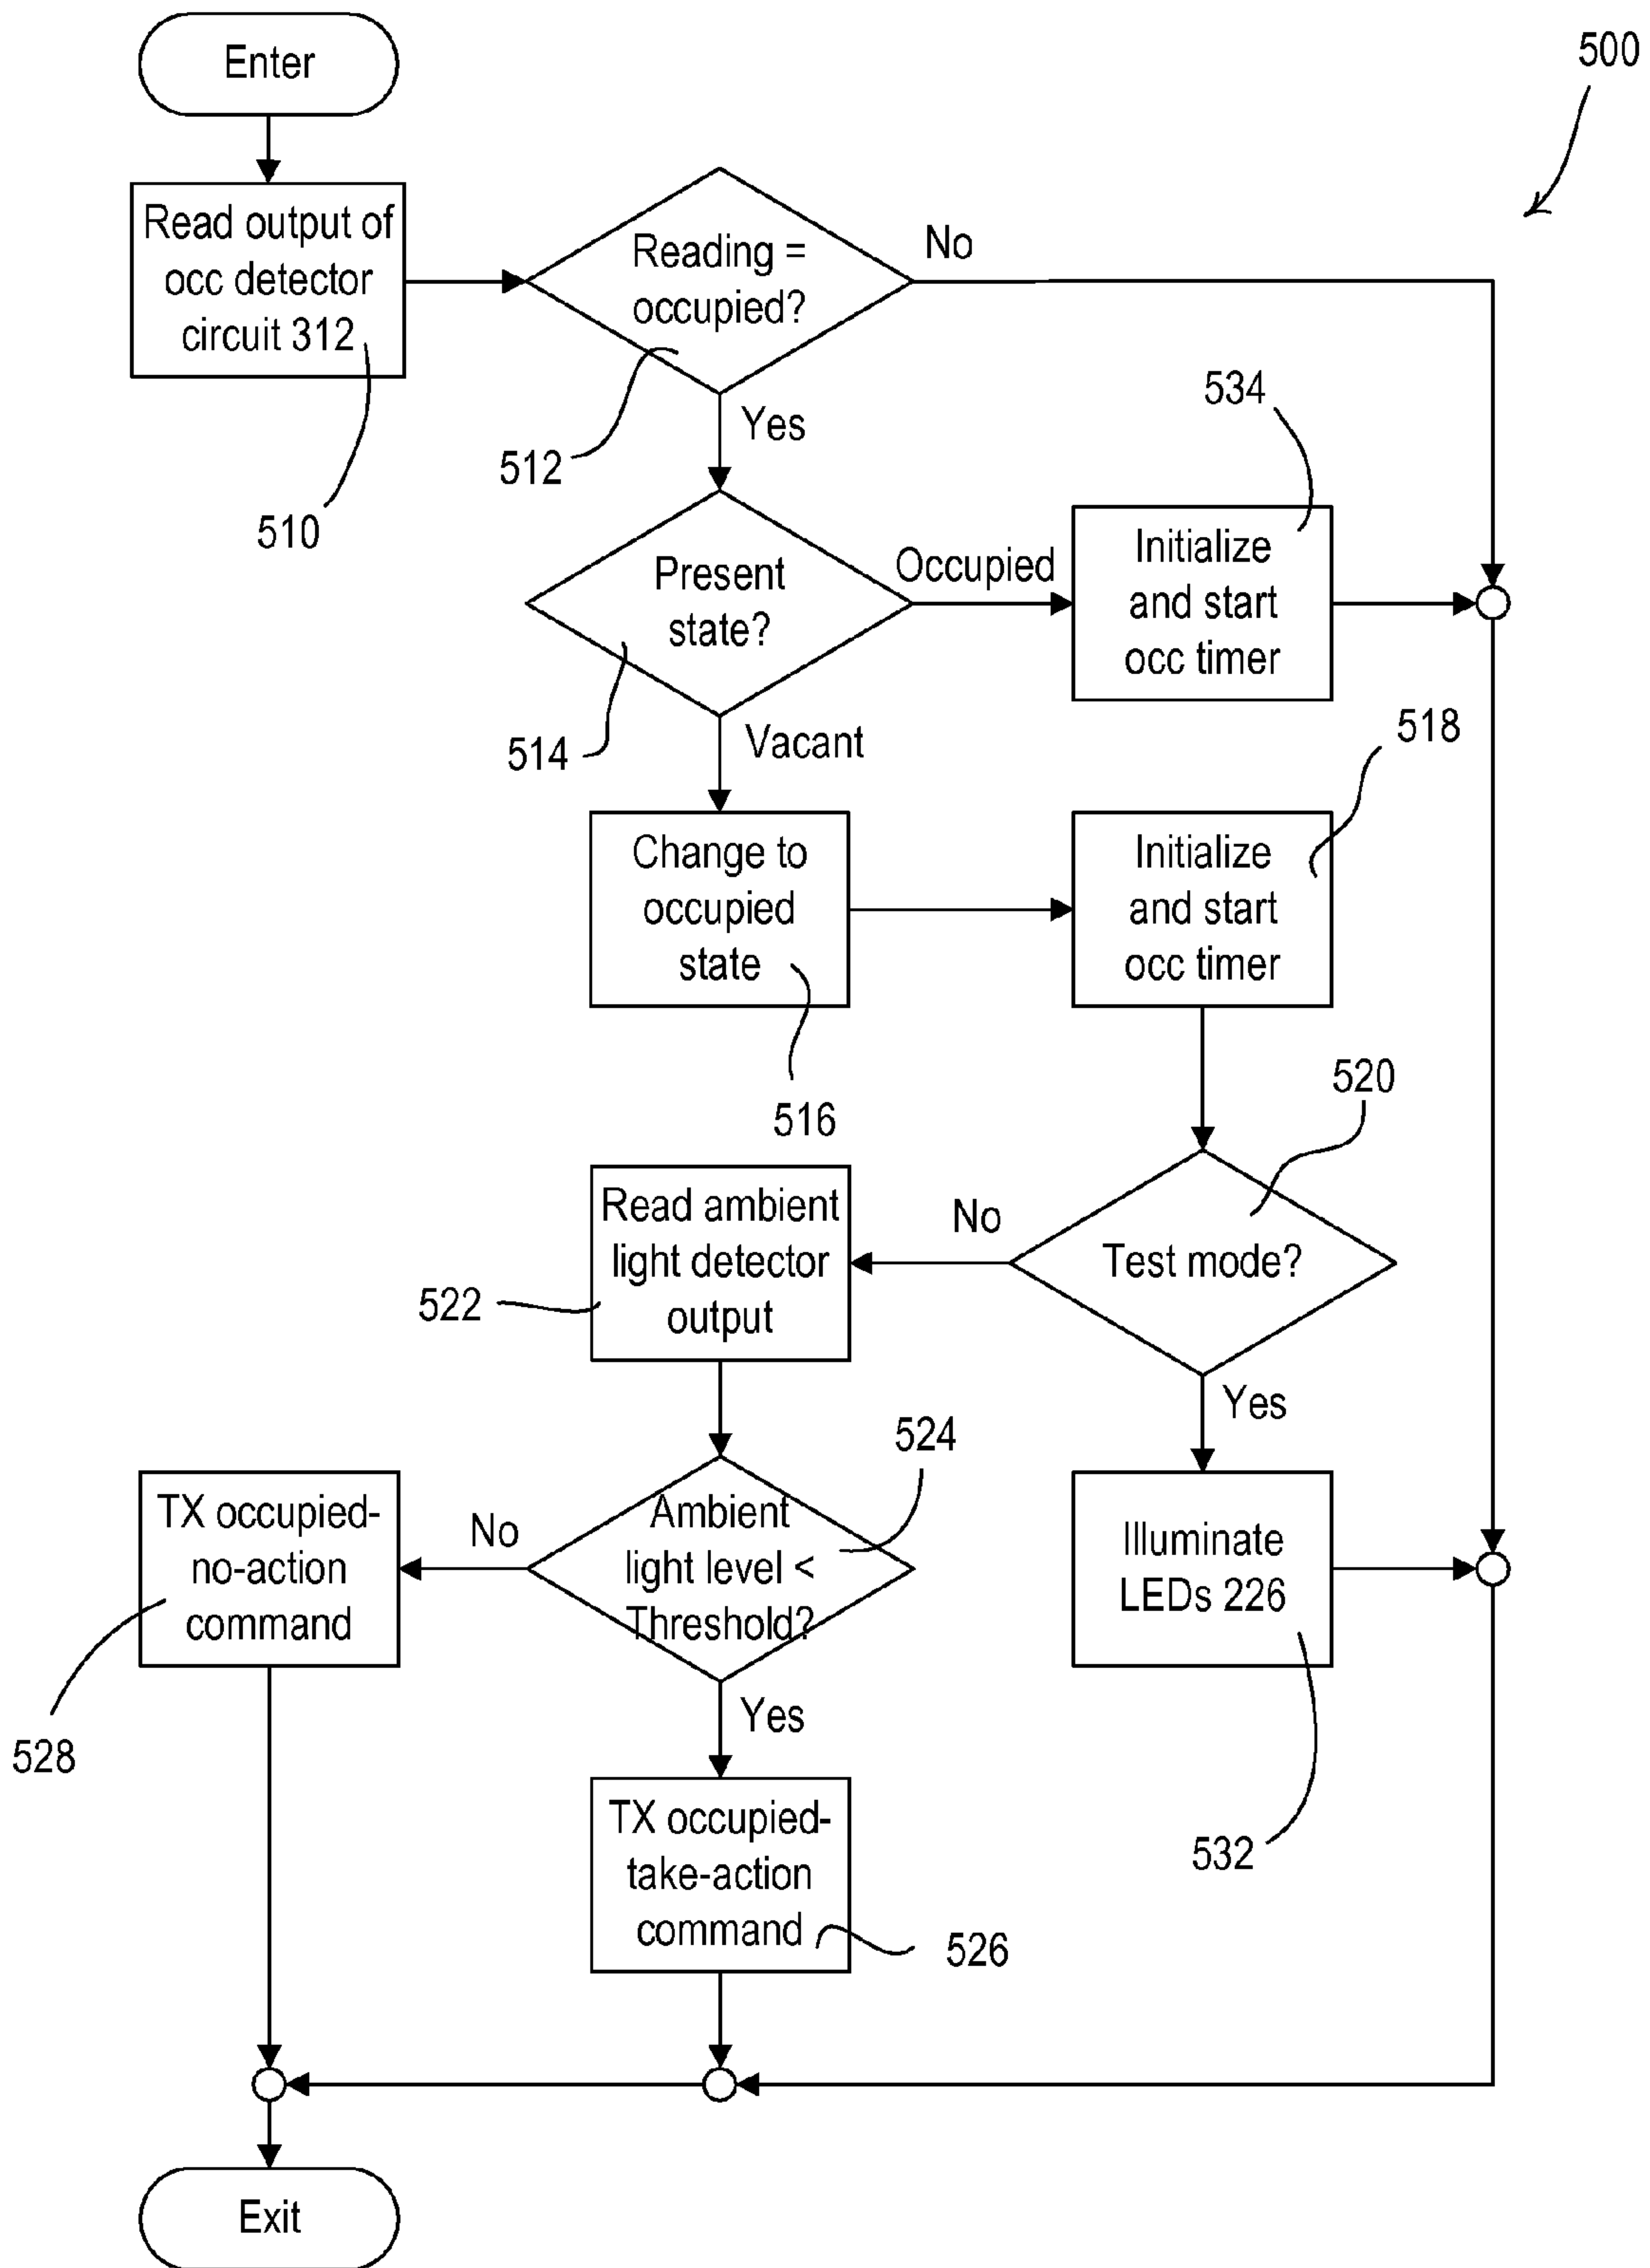 Enter
500
Read output of
occ detector
circuit 312
510
Reading =
occupied?
No
512
Yes
534
Present
state?
Occupied
Initialize
and start
occ timer
514
Vacant
518
Change to
occupied
state
Initialize
and start
occ timer
516
520
Read ambient
light detector
output
No
Test mode?
522
Yes
524
TX occupied-
no-action
command
No
Ambient
light level <
Threshold?
Illuminate
LEDs 226
528
Yes
TX occupied-
take-action
command
532
526
Exit